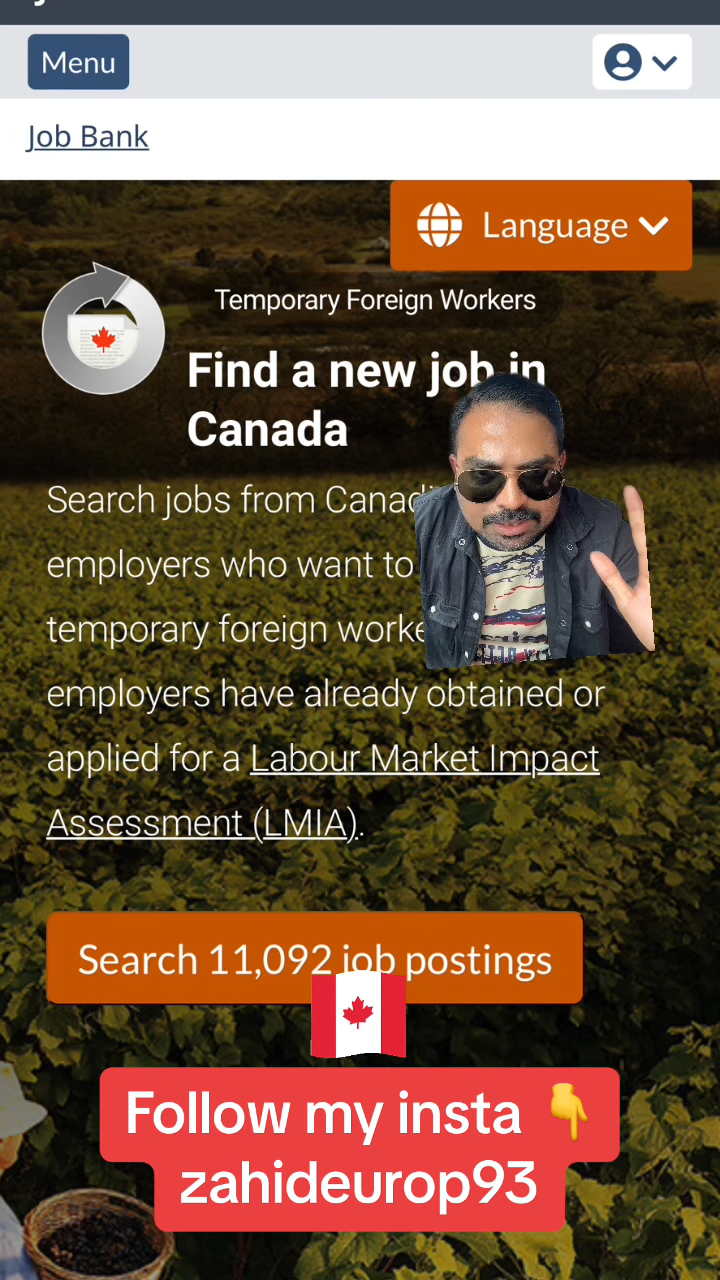 Menu
Job Bank
Language
Temporary Foreign Workers
Find a new job in
Canada
Search jobs from
employers who want to
temporary foreign
employers have already obtained or
applied for a Labour Market Impact
Assessment (LMIA).
Search 11,092 job postings
Follow my insta 👇
zahideurop93